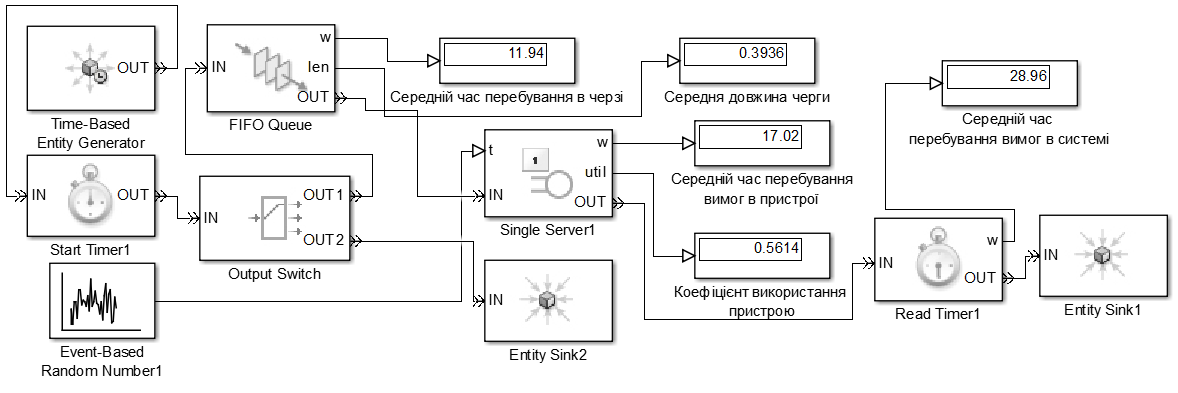 OUT
Time-Based
Entity Generator
IN
w
len
OUT
FIFO Queue
11.94
Середній час перебування в черзі
0.3936
Середня довжина черги
28.96
Середній час
перебування вимог в системі
IN
OUT
Start Timer1
IN
OUT1
OUT2
Output Switch
t
IN
1
w
util
OUT
Single Server1
17.02
Середній час перебування
вимог в пристрої
0.5614
Коефіцієнт використання
пристрою
Event-Based
Random Number1
IN
Entity Sink2
IN
w
OUT
Read Timer1
IN
Entity Sink1